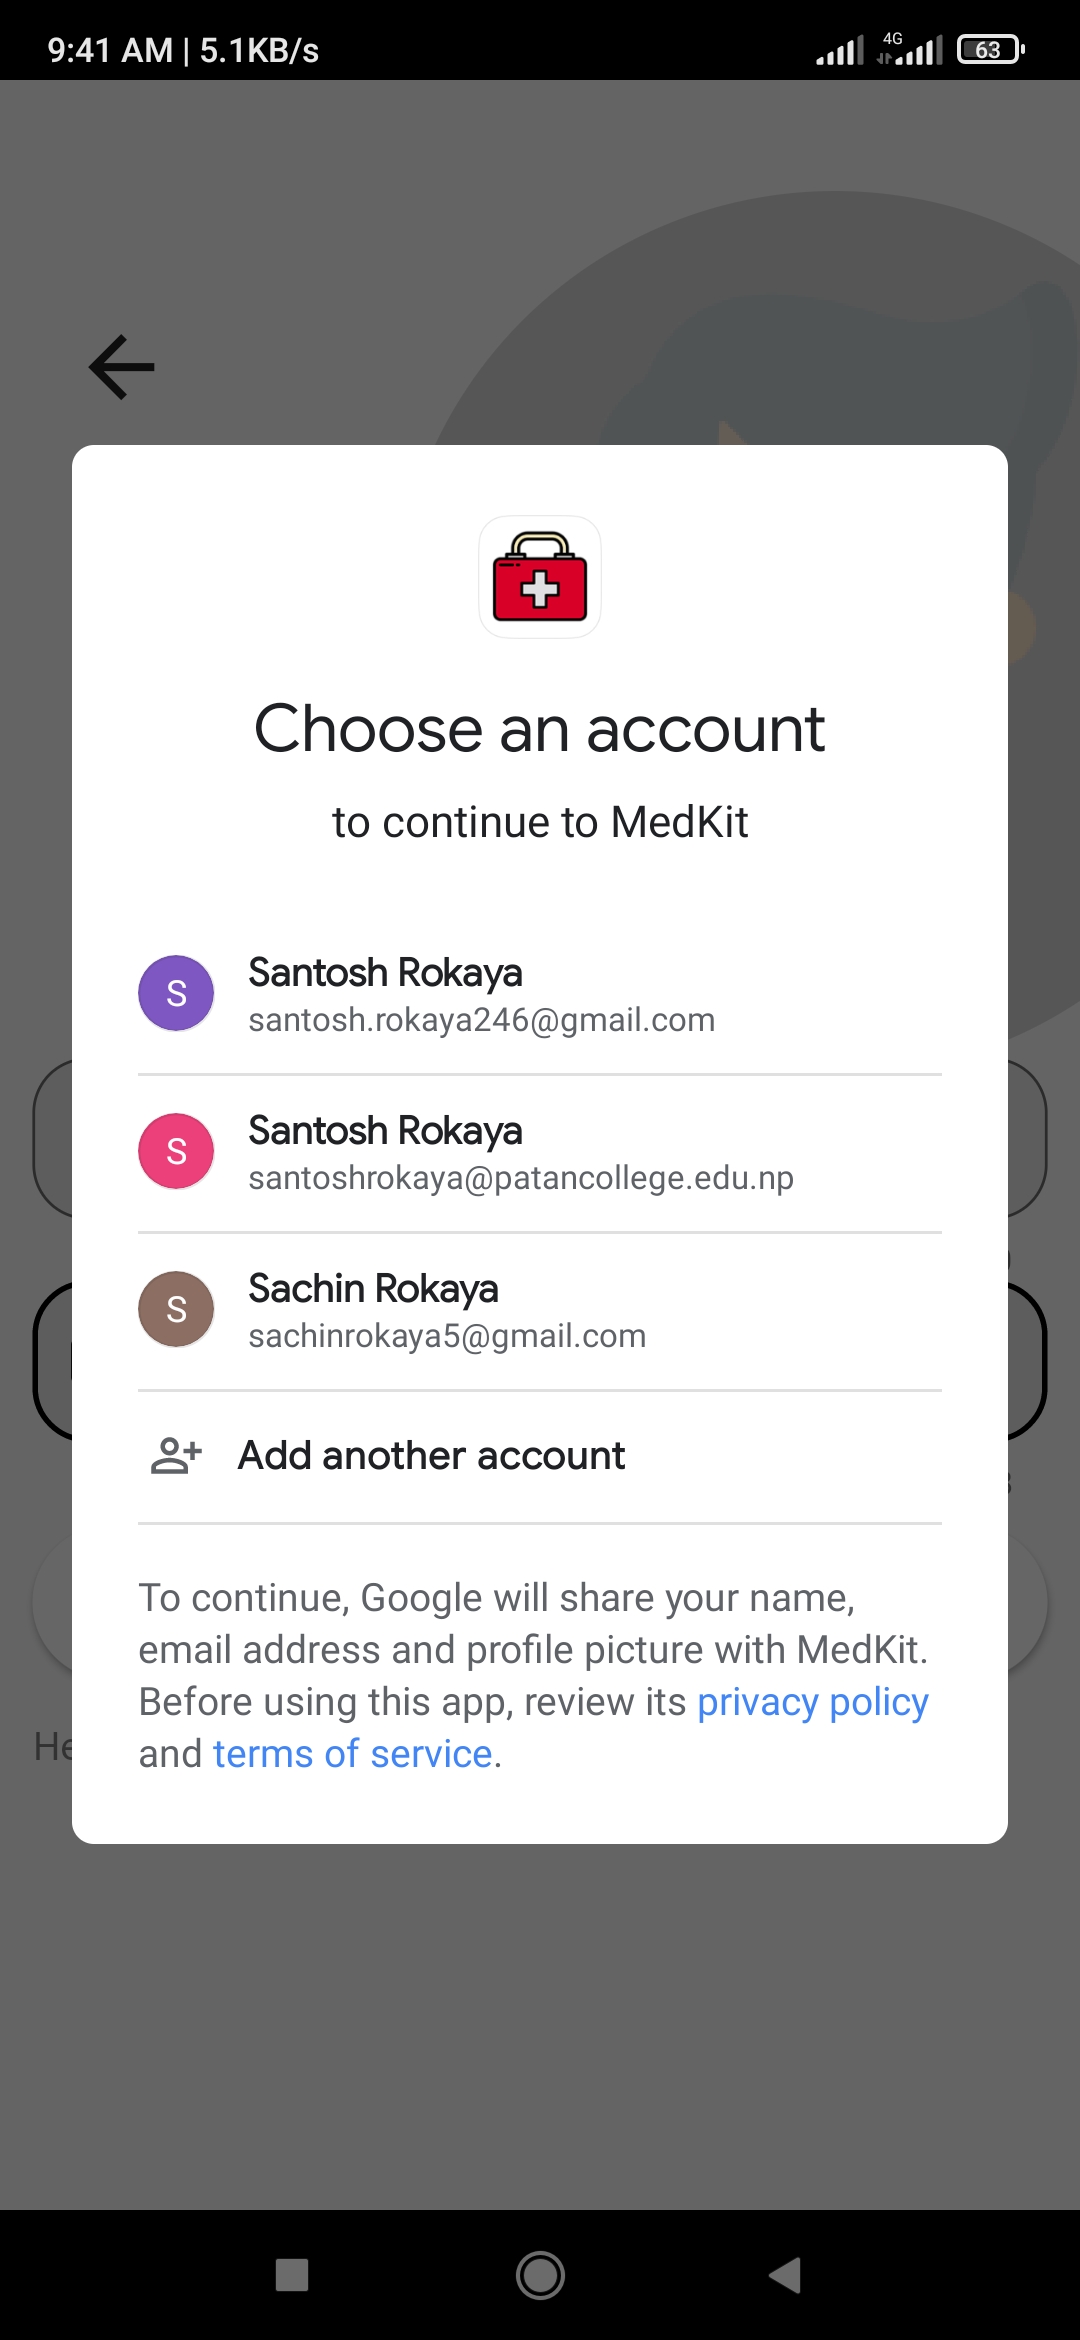 9:41 AM | 5.1KB/s
4G
63
Choose an account
to continue to MedKit
S
Santosh Rokaya
santosh.rokaya246@gmail.com
S
Santosh Rokaya
santoshrokaya@patancollege.edu.np
S
Sachin Rokaya
sachinrokaya5@gmail.com
Add another account
To continue, Google will share your name,
email address and profile picture with MedKit.
Before using this app, review its privacy policy
and terms of service.